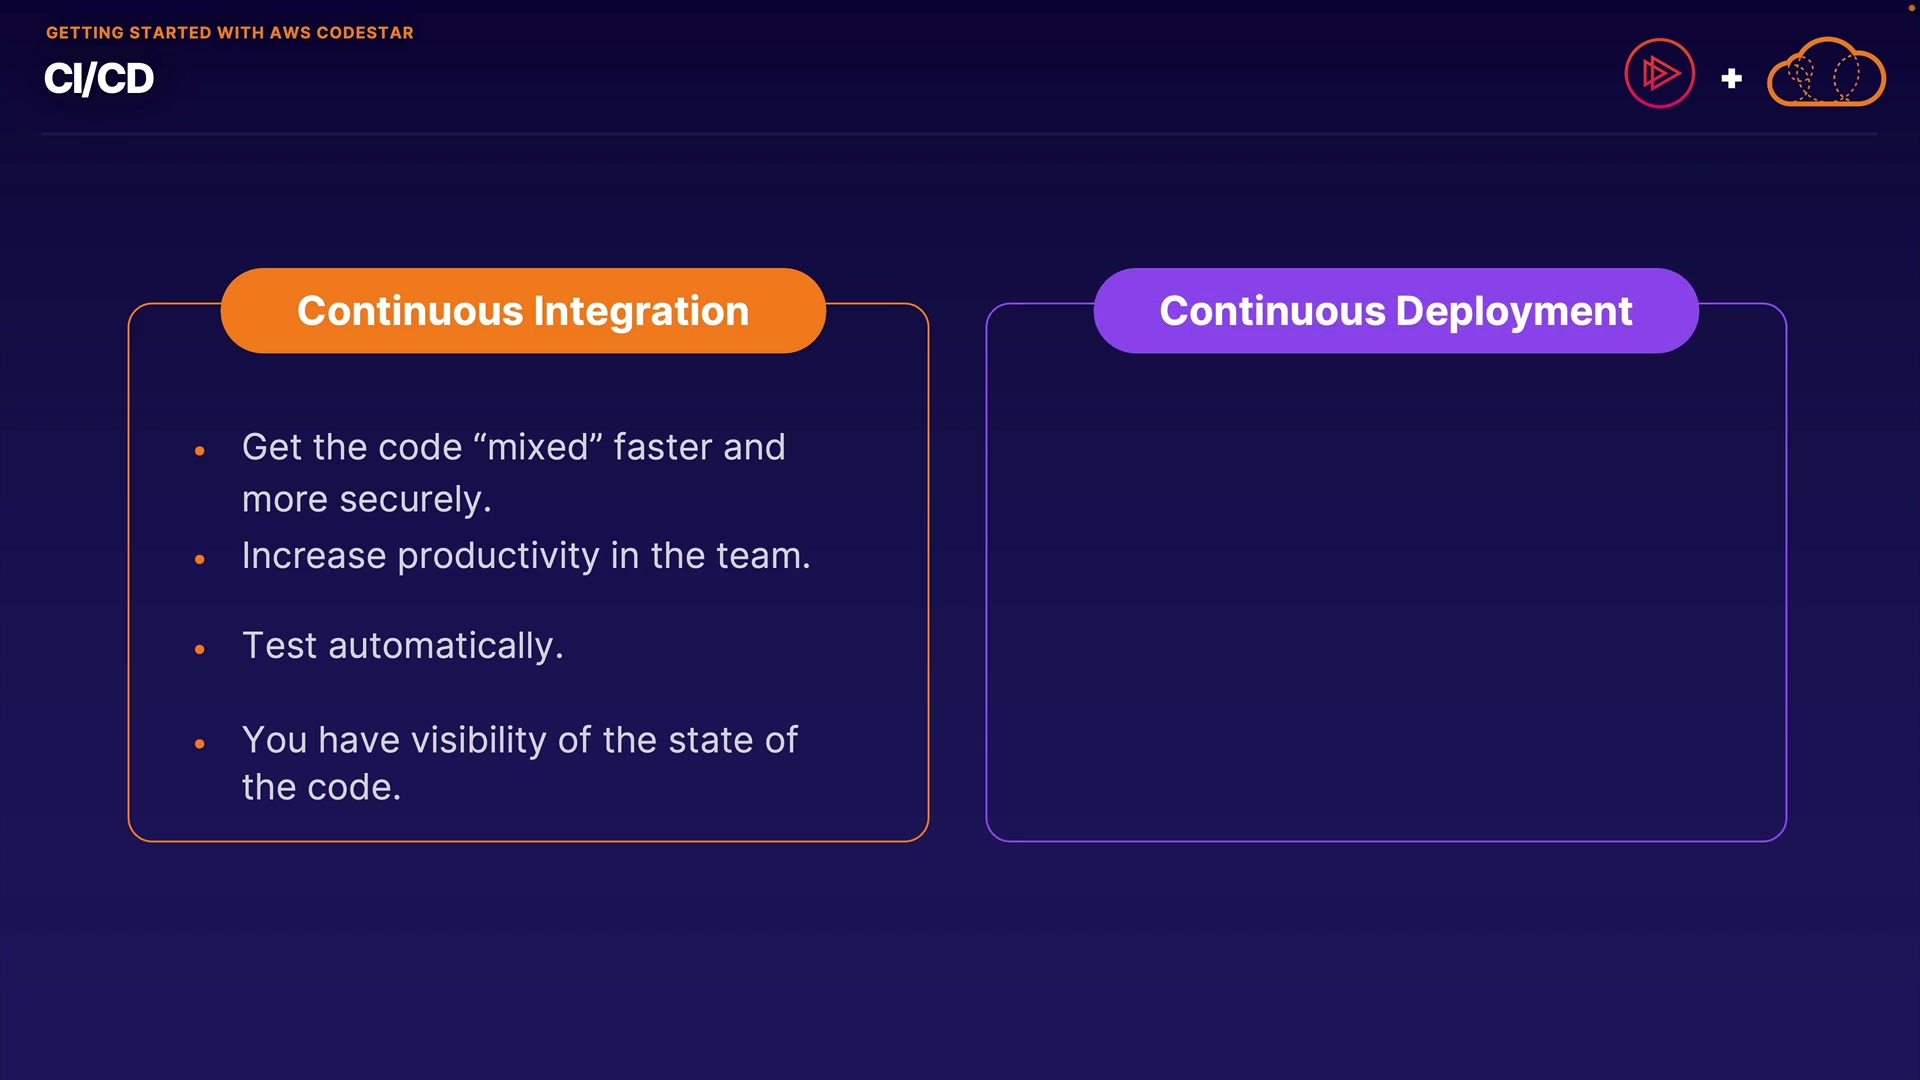 GETTING STARTED WITH AWS CODESTAR
CI/CD
+
Continuous Integration
• Get the code “mixed” faster and
more securely.
• Increase productivity in the team.
• Test automatically.
• You have visibility of the state of
the code.
Continuous Deployment